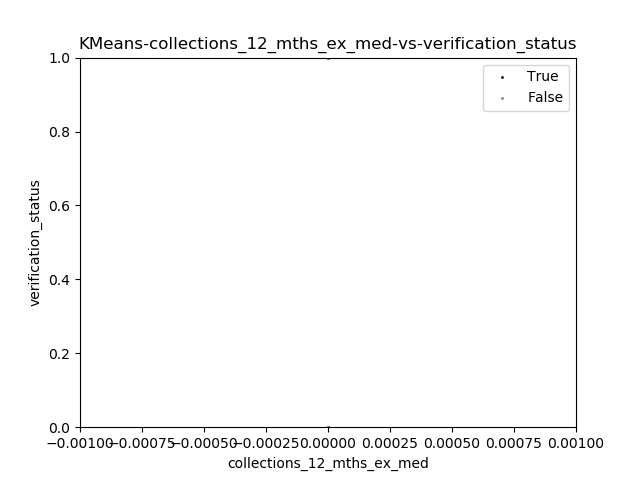 KMeans-collections_12_mths_ex_med-vs-verification_status
True
False
1.0
0.8
0.6
0.4
0.2
0.0
verification_status
−0.00100 −0.00075 −0.00050 −0.00025 0.00000 0.00025 0.00050 0.00075 0.00100
collections_12_mths_ex_med